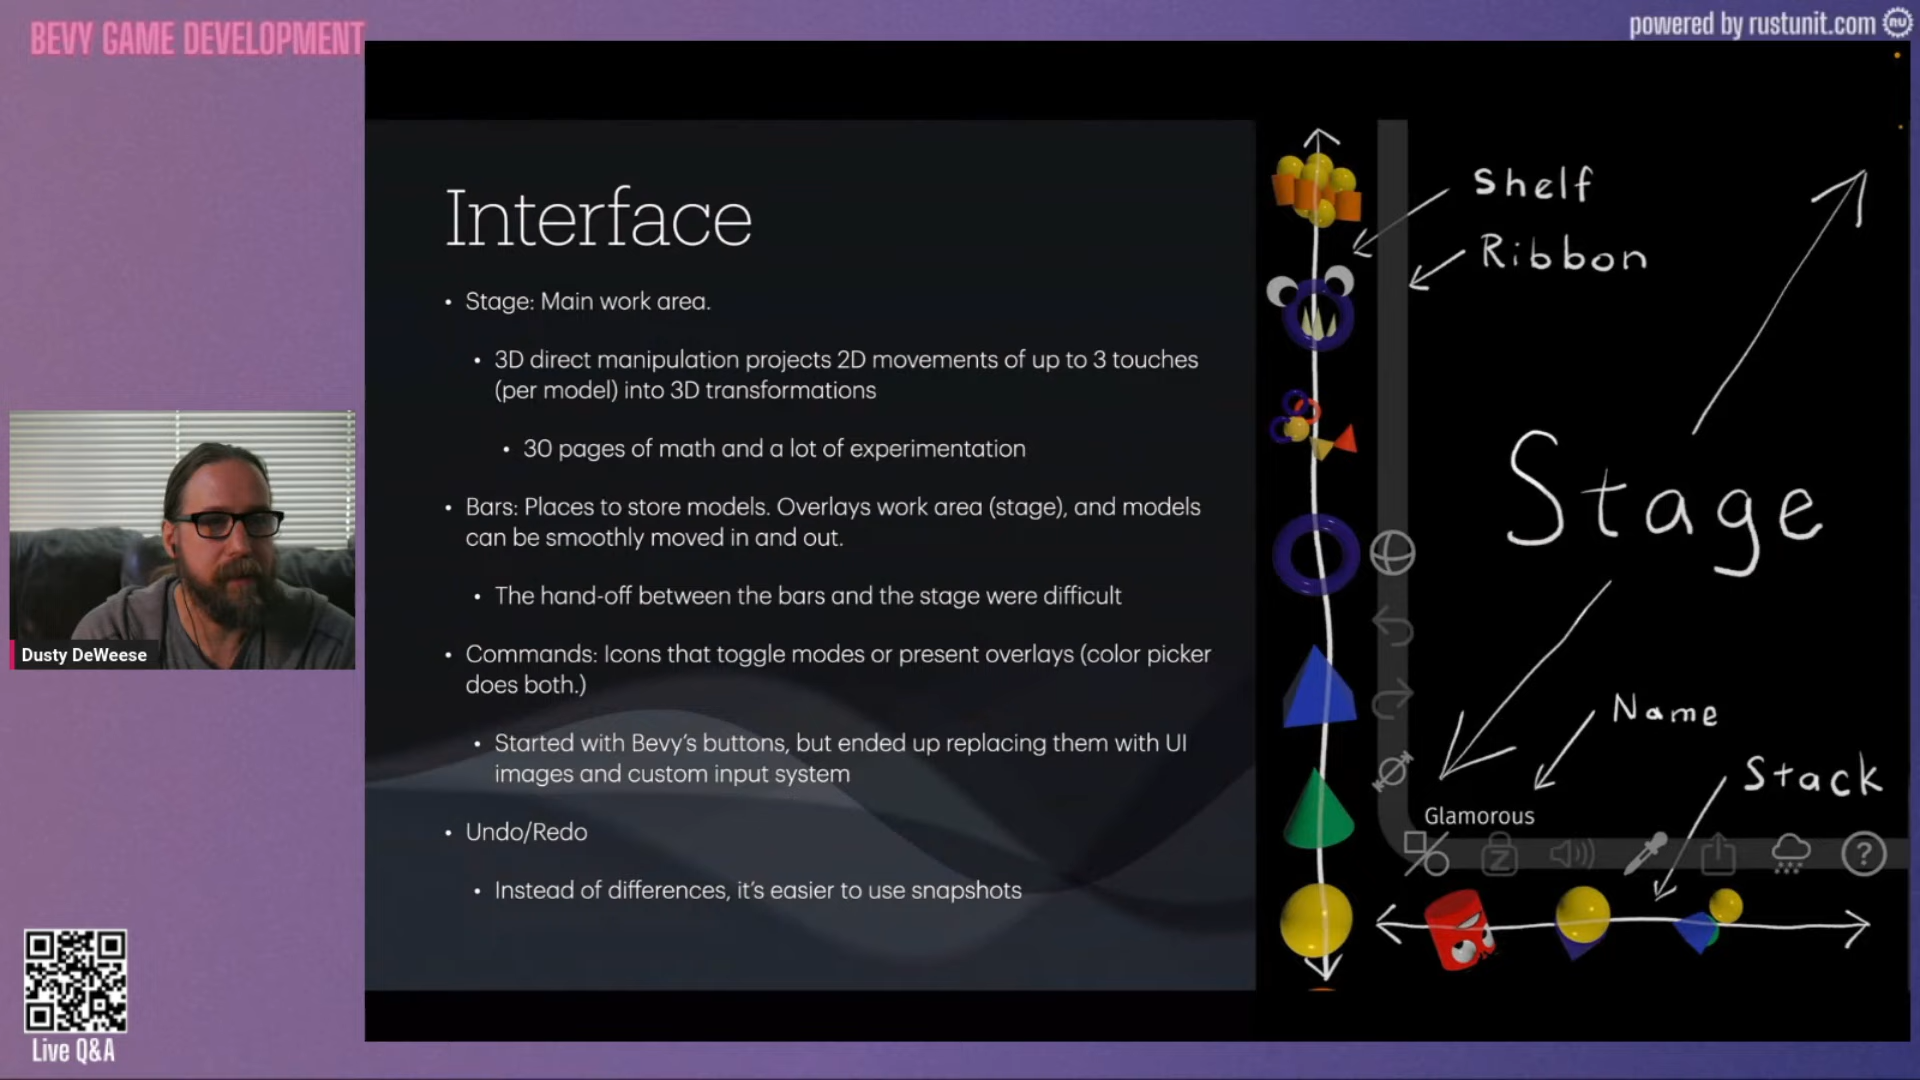 BEVY GAME DEVELOPMENT
powered by rustunit.com
nu
Interface
• Stage: Main work area.
• 3D direct manipulation projects 2D movements of up to 3 touches
(per model) into 3D transformations
• 30 pages of math and a lot of experimentation
• Bars: Places to store models. Overlays work area (stage), and models
can be smoothly moved in and out.
• The hand-off between the bars and the stage were difficult
• Commands: Icons that toggle modes or present overlays (color picker
does both.)
• Started with Bevy's buttons, but ended up replacing them with UI
images and custom input system
• Undo/Redo
• Instead of differences, it's easier to use snapshots
Shelf
Ribbon
Stage
Name
Stack
Glamorous
Z
?
Dusty DeWeese
Live Q&A